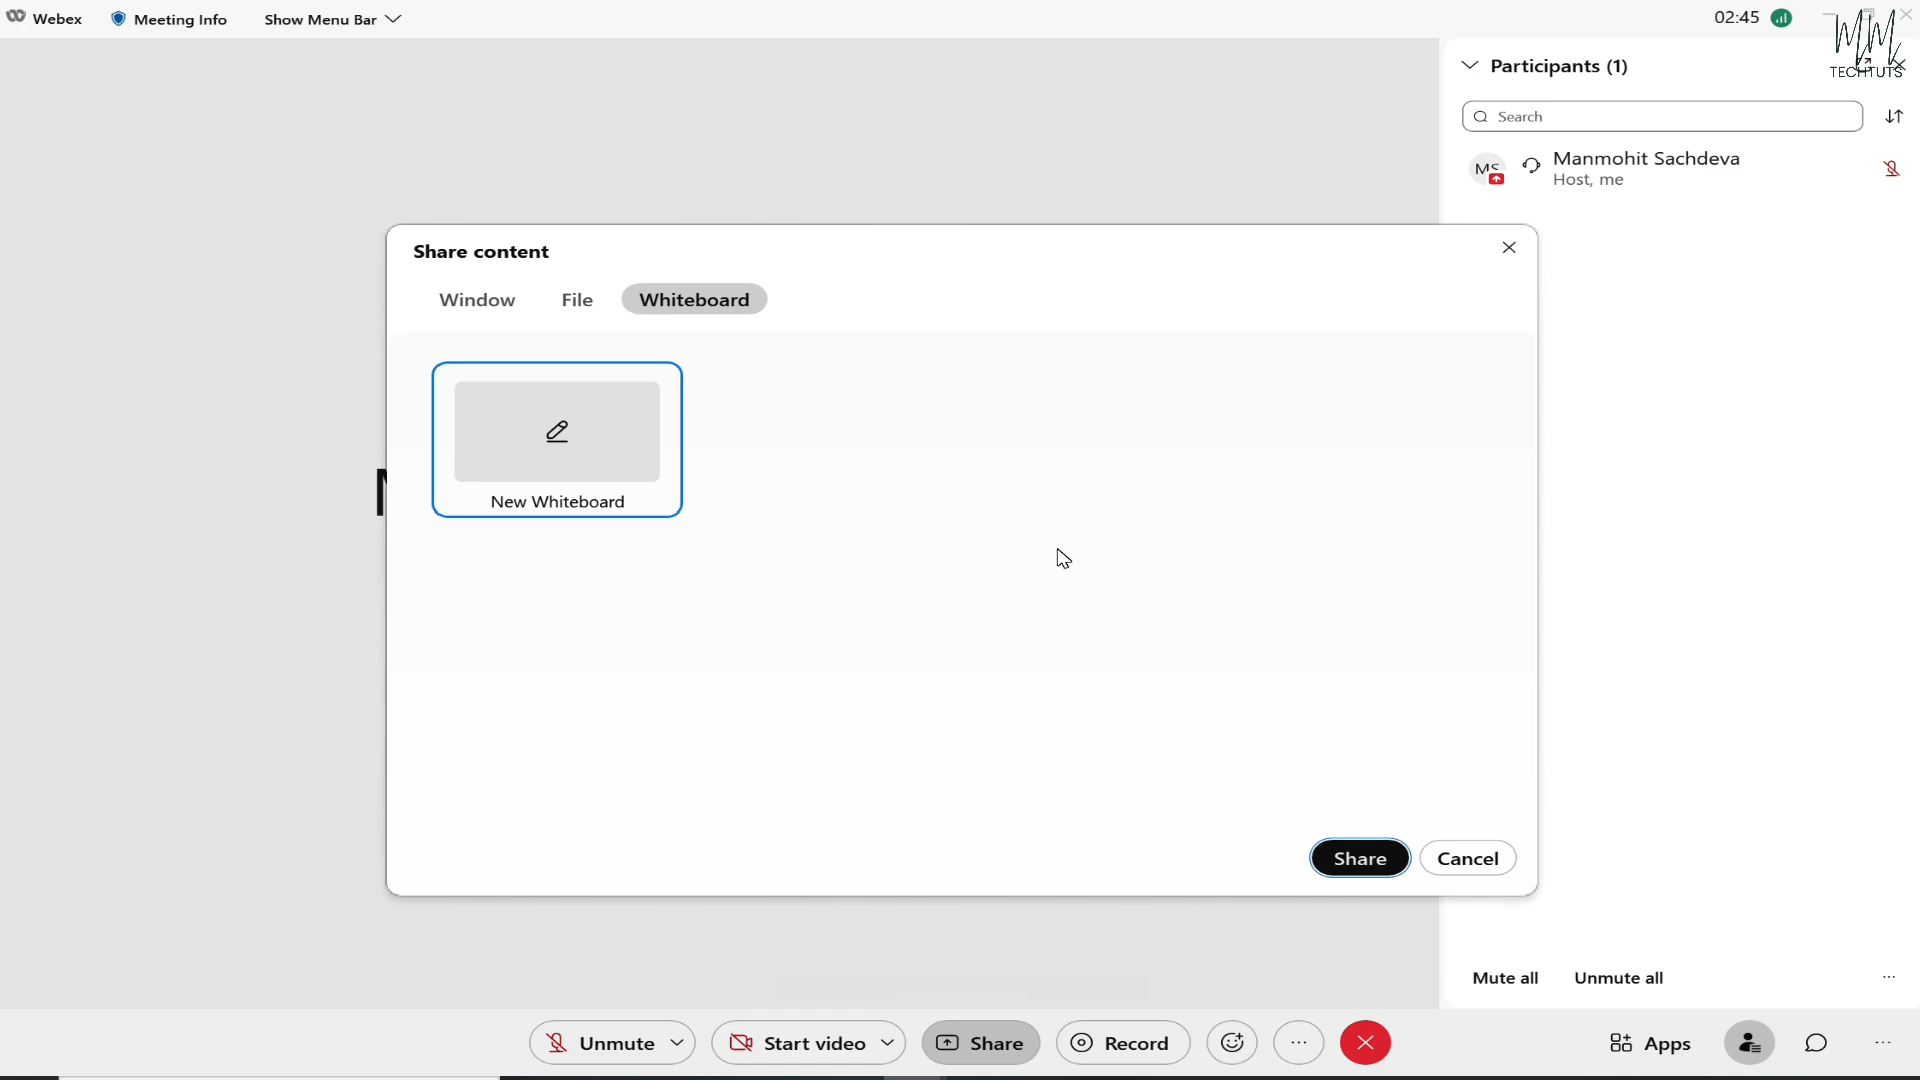 Webex
Meeting Info
Show Menu Bar
02:45
MMk
TECHTUTS
Participants (1)
Search
MS
Manmohit Sachdeva
Host, me
Share content
Window
File
Whiteboard
New Whiteboard
Share
Cancel
Mute all
Unmute all
Unmute
Start video
Share
Record
Apps